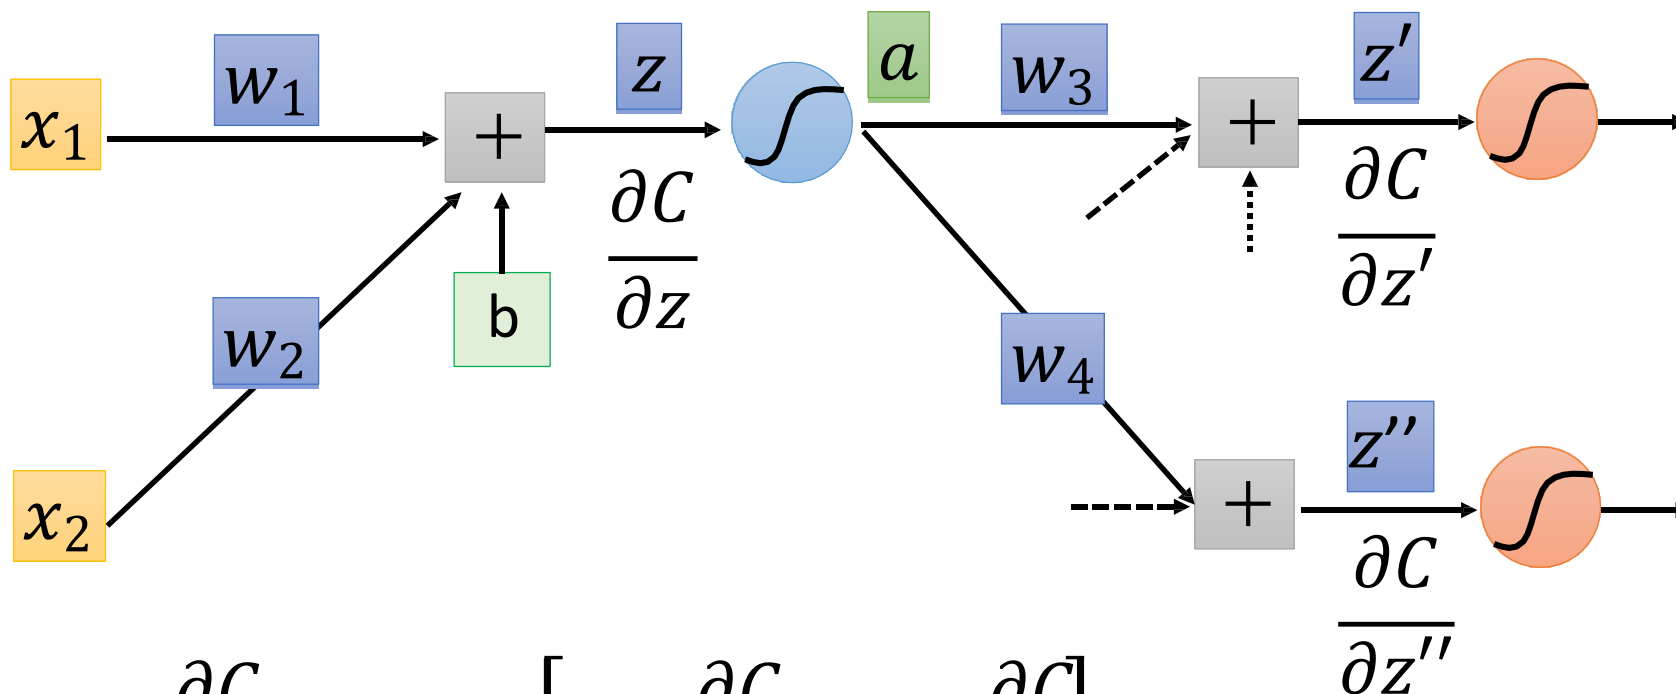 x₁
w₁
+
z
a
w₃
+
z′
∂C
∂z
∂C
∂z′
b
w₂
w₄
x₂
+
z″
∂C
∂z″
∂C [ ∂C ∂C]